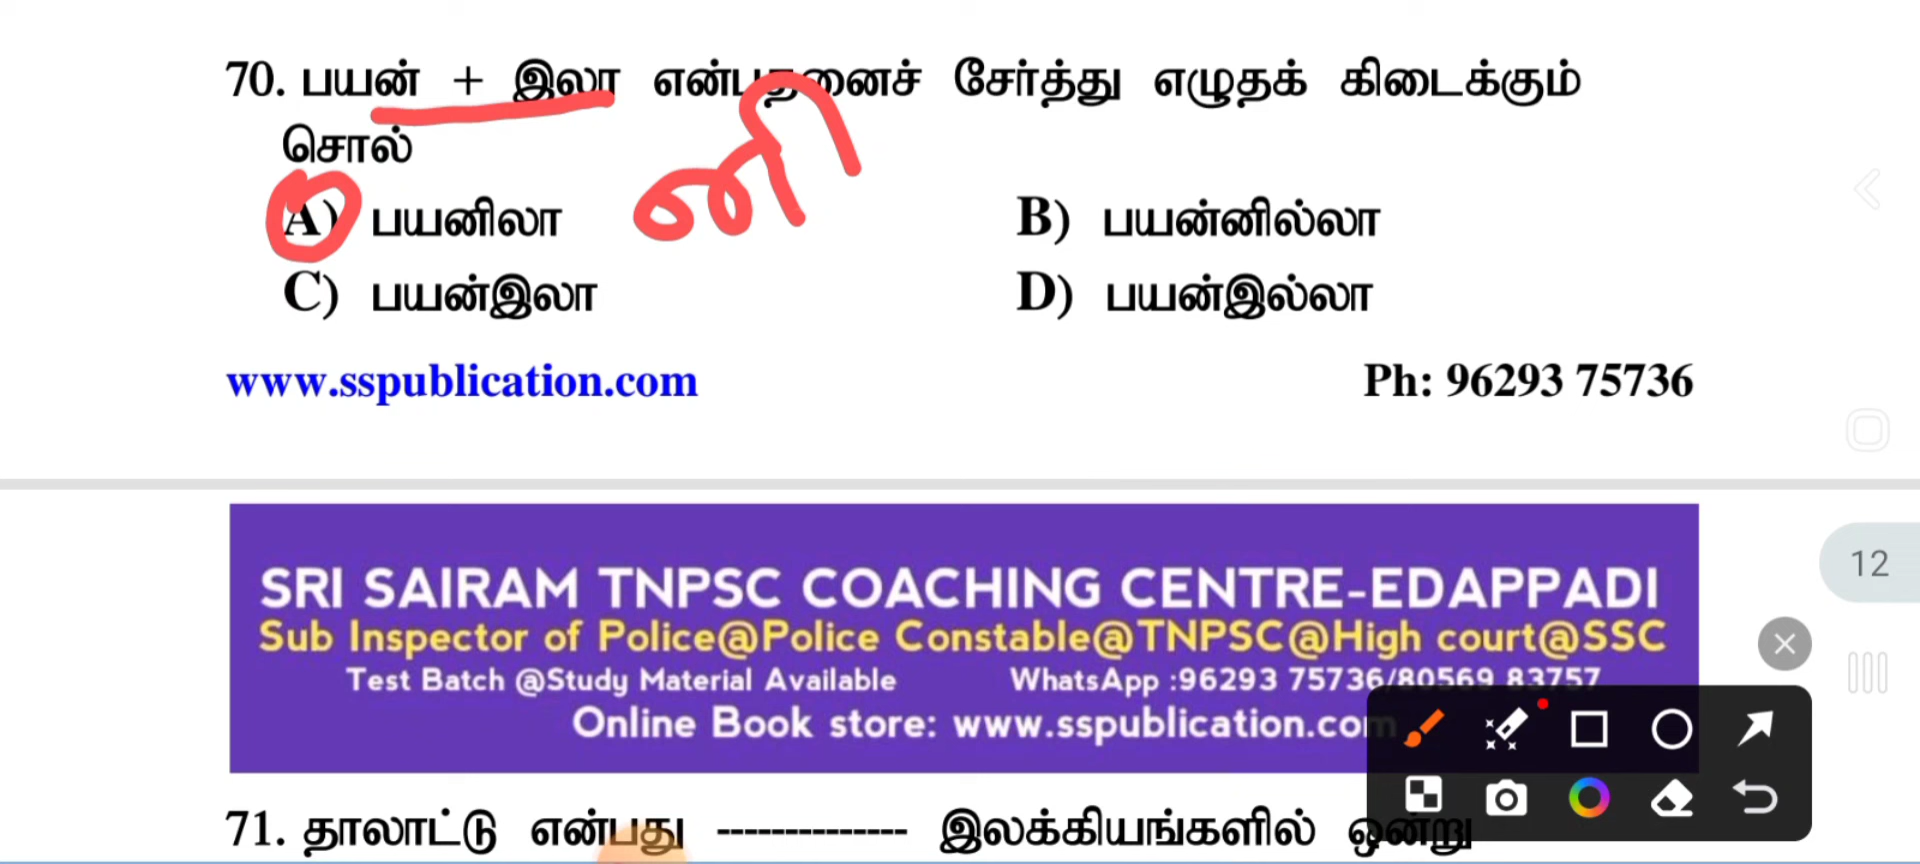 70. பயன் + இலா என்பதனைச் சேர்த்து எழுதக் கிடைக்கும்
சொல்
னி
A) பயனிலா B) பயன்னில்லா
C) பயன்இலா D) பயன்இல்லா
www.sspublication.com Ph: 96293 75736
SRI SAIRAM TNPSC COACHING CENTRE-EDAPPADI
Sub Inspector of Police@Police Constable@TNPSC@High court@SSC
Test Batch @Study Material Available WhatsApp :96293 75736/80569 83757
Online Book store: www.sspublication.com
71. தாலாட்டு என்பது -------------- இலக்கியங்களில் ஒன்று
12